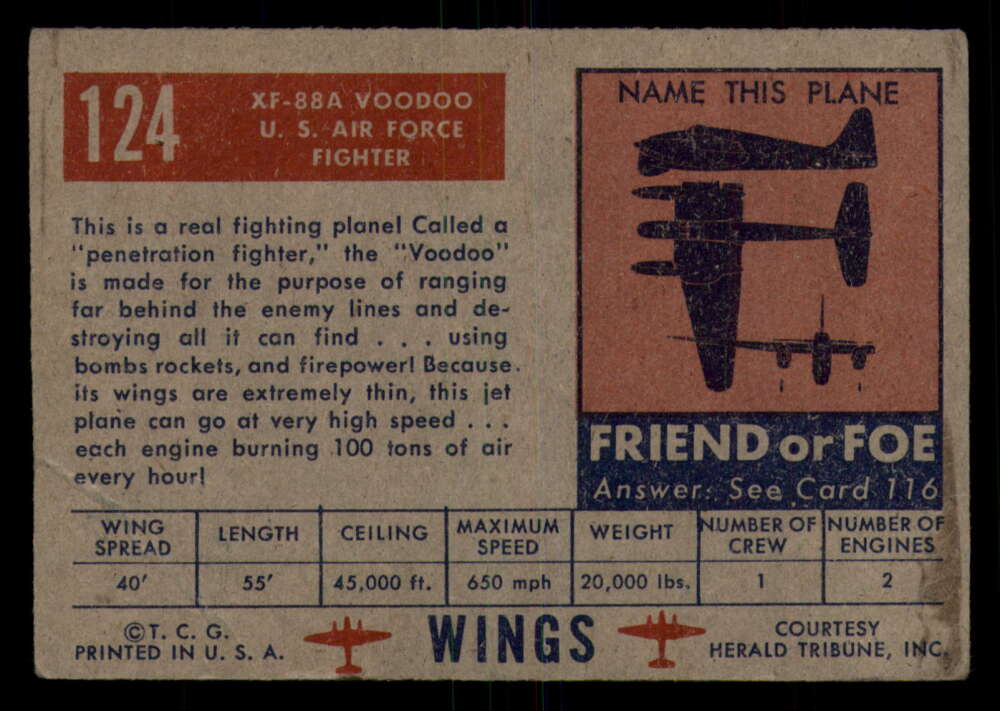 124
XF-88A VOODOO
U. S. AIR FORCE
FIGHTER
This is a real fighting plane! Called a
"penetration fighter," the "Voodoo"
is made for the purpose of ranging
far behind the enemy lines and de-
stroying all it can find . . . using
bombs rockets, and firepower! Because
its wings are extremely thin, this jet
plane can go at very high speed . . .
each engine burning 100 tons of air
every hour!
NAME THIS PLANE
FRIEND or FOE
Answer: See Card 116
WING SPREAD LENGTH CEILING MAXIMUM SPEED WEIGHT NUMBER OF CREW NUMBER OF ENGINES
40' 55' 45,000 ft. 650 mph 20,000 lbs. 1 2
© T. C. G.
PRINTED IN U. S. A.
WINGS
COURTESY
HERALD TRIBUNE, INC.